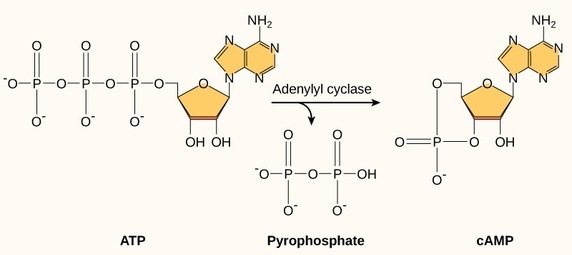 NH₂
N
N
N
N
O
O
O
⁻O P O P O P O
O
O⁻
O⁻
O⁻
OH OH
Adenylyl cyclase
O
O
⁻O P O P OH
O⁻
O⁻
NH₂
N
N
N
N
O
O
O P O
O⁻
OH
ATP
Pyrophosphate
cAMP